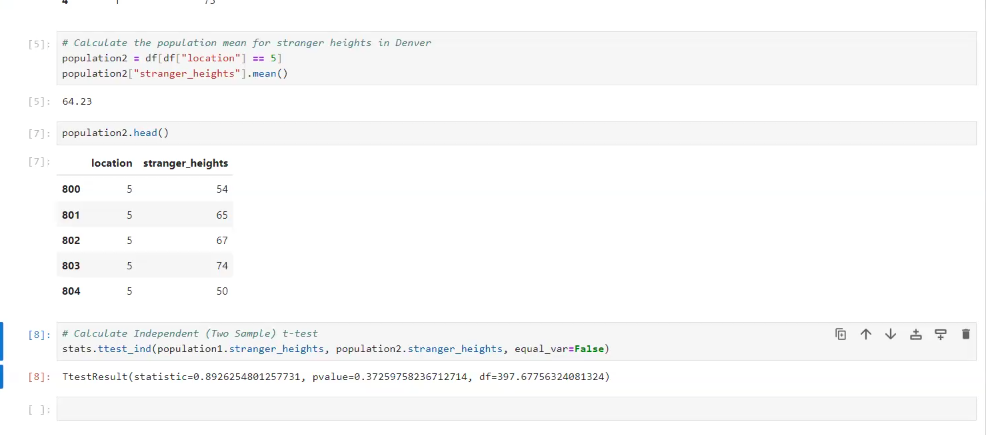 4 1 75
[5]: # Calculate the population mean for stranger heights in Denver
population2 = df[df["location"] == 5]
population2["stranger_heights"].mean()
[5]: 64.23
[7]: population2.head()
[7]:
location stranger_heights
800 5 54
801 5 65
802 5 67
803 5 74
804 5 50
[8]: # Calculate Independent (Two Sample) t-test
stats.ttest_ind(population1.stranger_heights, population2.stranger_heights, equal_var=False)
[8]: TtestResult(statistic=0.8926254801257731, pvalue=0.37259758236712714, df=397.67756324081324)
[ ]: